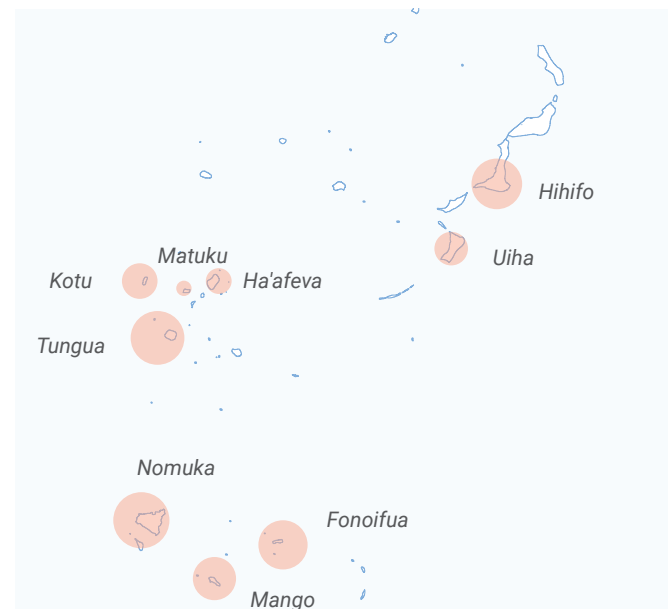 Hihifo
Uiha
Matuku
Kotu
Ha'afeva
Tungua
Nomuka
Fonoifua
Mango